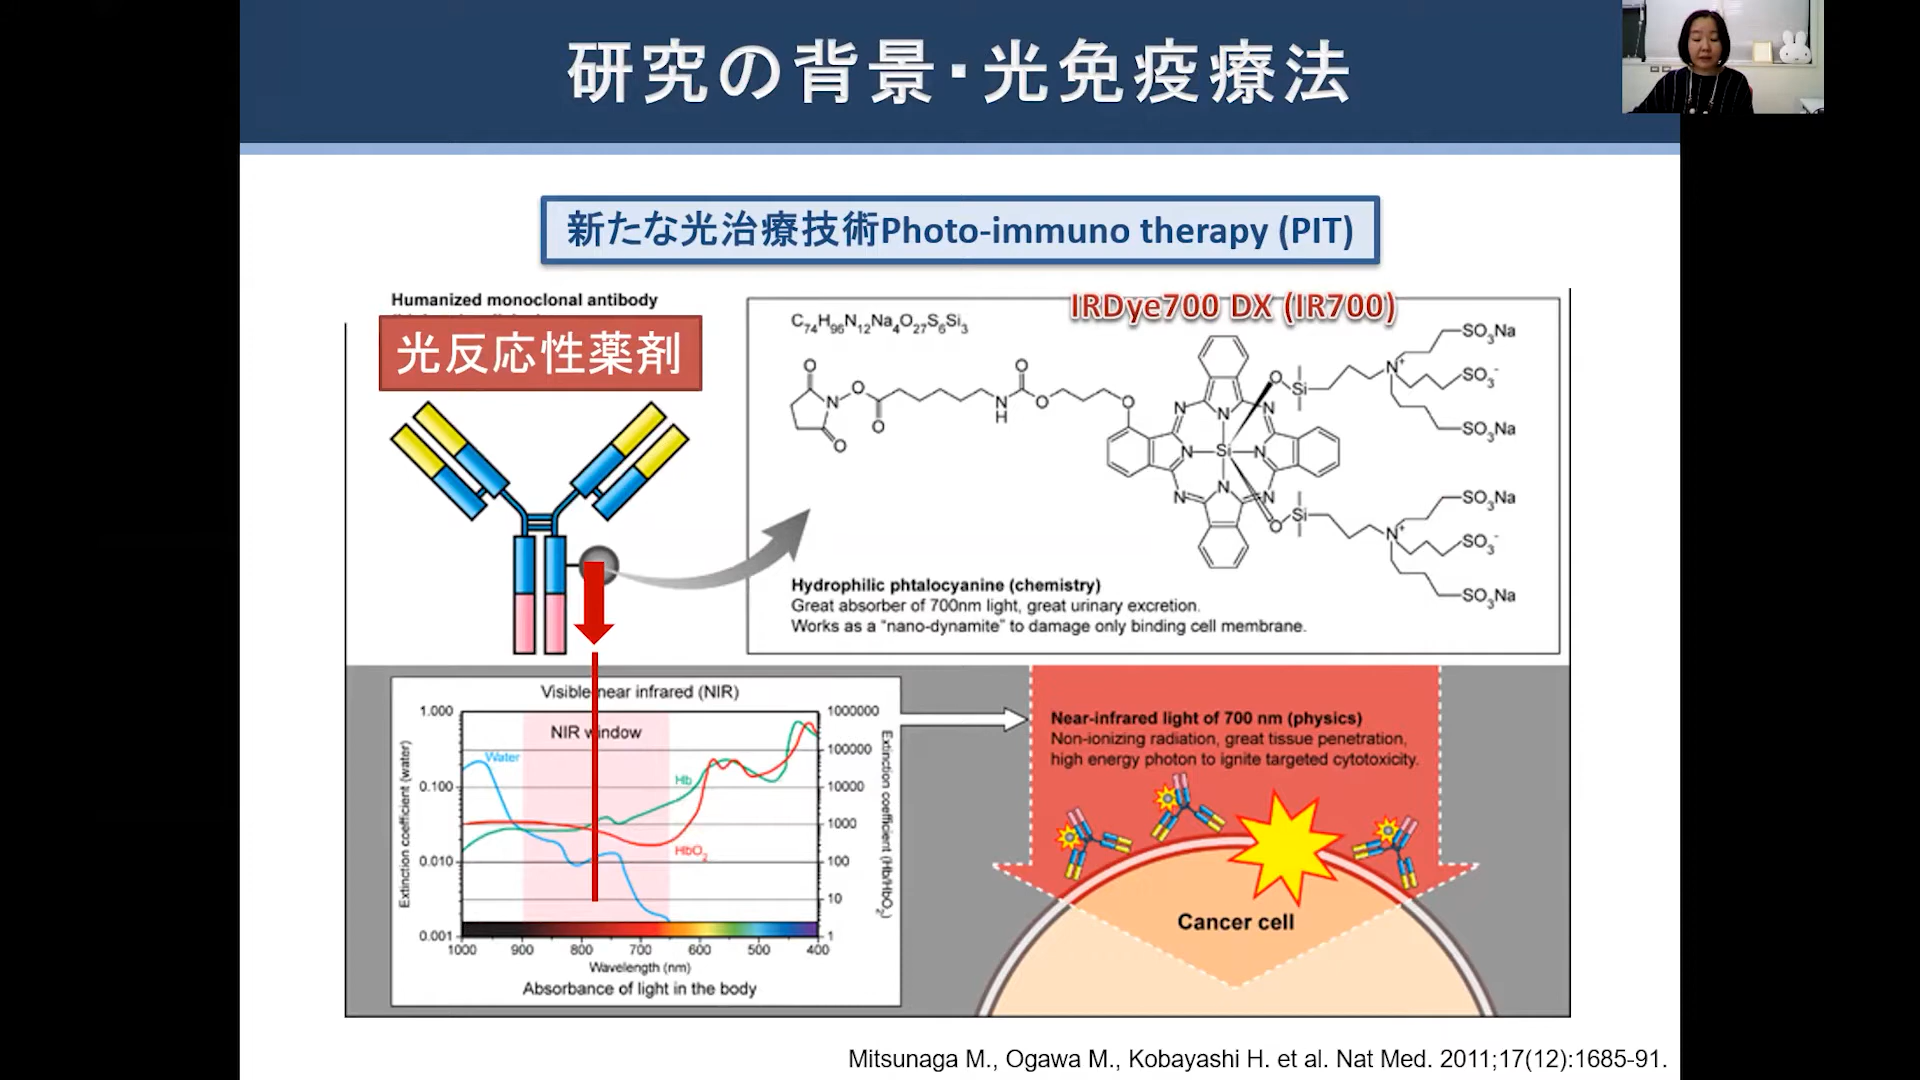 研究の背景・光免疫療法
新たな光治療技術Photo-immuno therapy (PIT)
Humanized monoclonal antibody
光反応性薬剤
IRDye700 DX (IR700)
C74H96N12Na4O27S6Si3
O
N
O
O
O
O
N
H
O
O
O
N
N
N
N
Si
N
N
N
N
O
Si
N+
SO3Na
SO3-
SO3Na
O
Si
N+
SO3Na
SO3-
SO3Na
Hydrophilic phtalocyanine (chemistry)
Great absorber of 700nm light, great urinary excretion.
Works as a “nano-dynamite” to damage only binding cell membrane.
Visible near infrared (NIR)
NIR window
Water
Hb
HbO2
Extinction coefficient (water)
1.000
0.100
0.010
0.001
1000000
100000
10000
1000
100
10
1
Extinction coefficient (Hb/HbO2)
1000 900 800 700 600 500 400
Wavelength (nm)
Absorbance of light in the body
Near-infrared light of 700 nm (physics)
Non-ionizing radiation, great tissue penetration,
high energy photon to ignite targeted cytotoxicity.
Cancer cell
Mitsunaga M., Ogawa M., Kobayashi H. et al. Nat Med. 2011;17(12):1685-91.